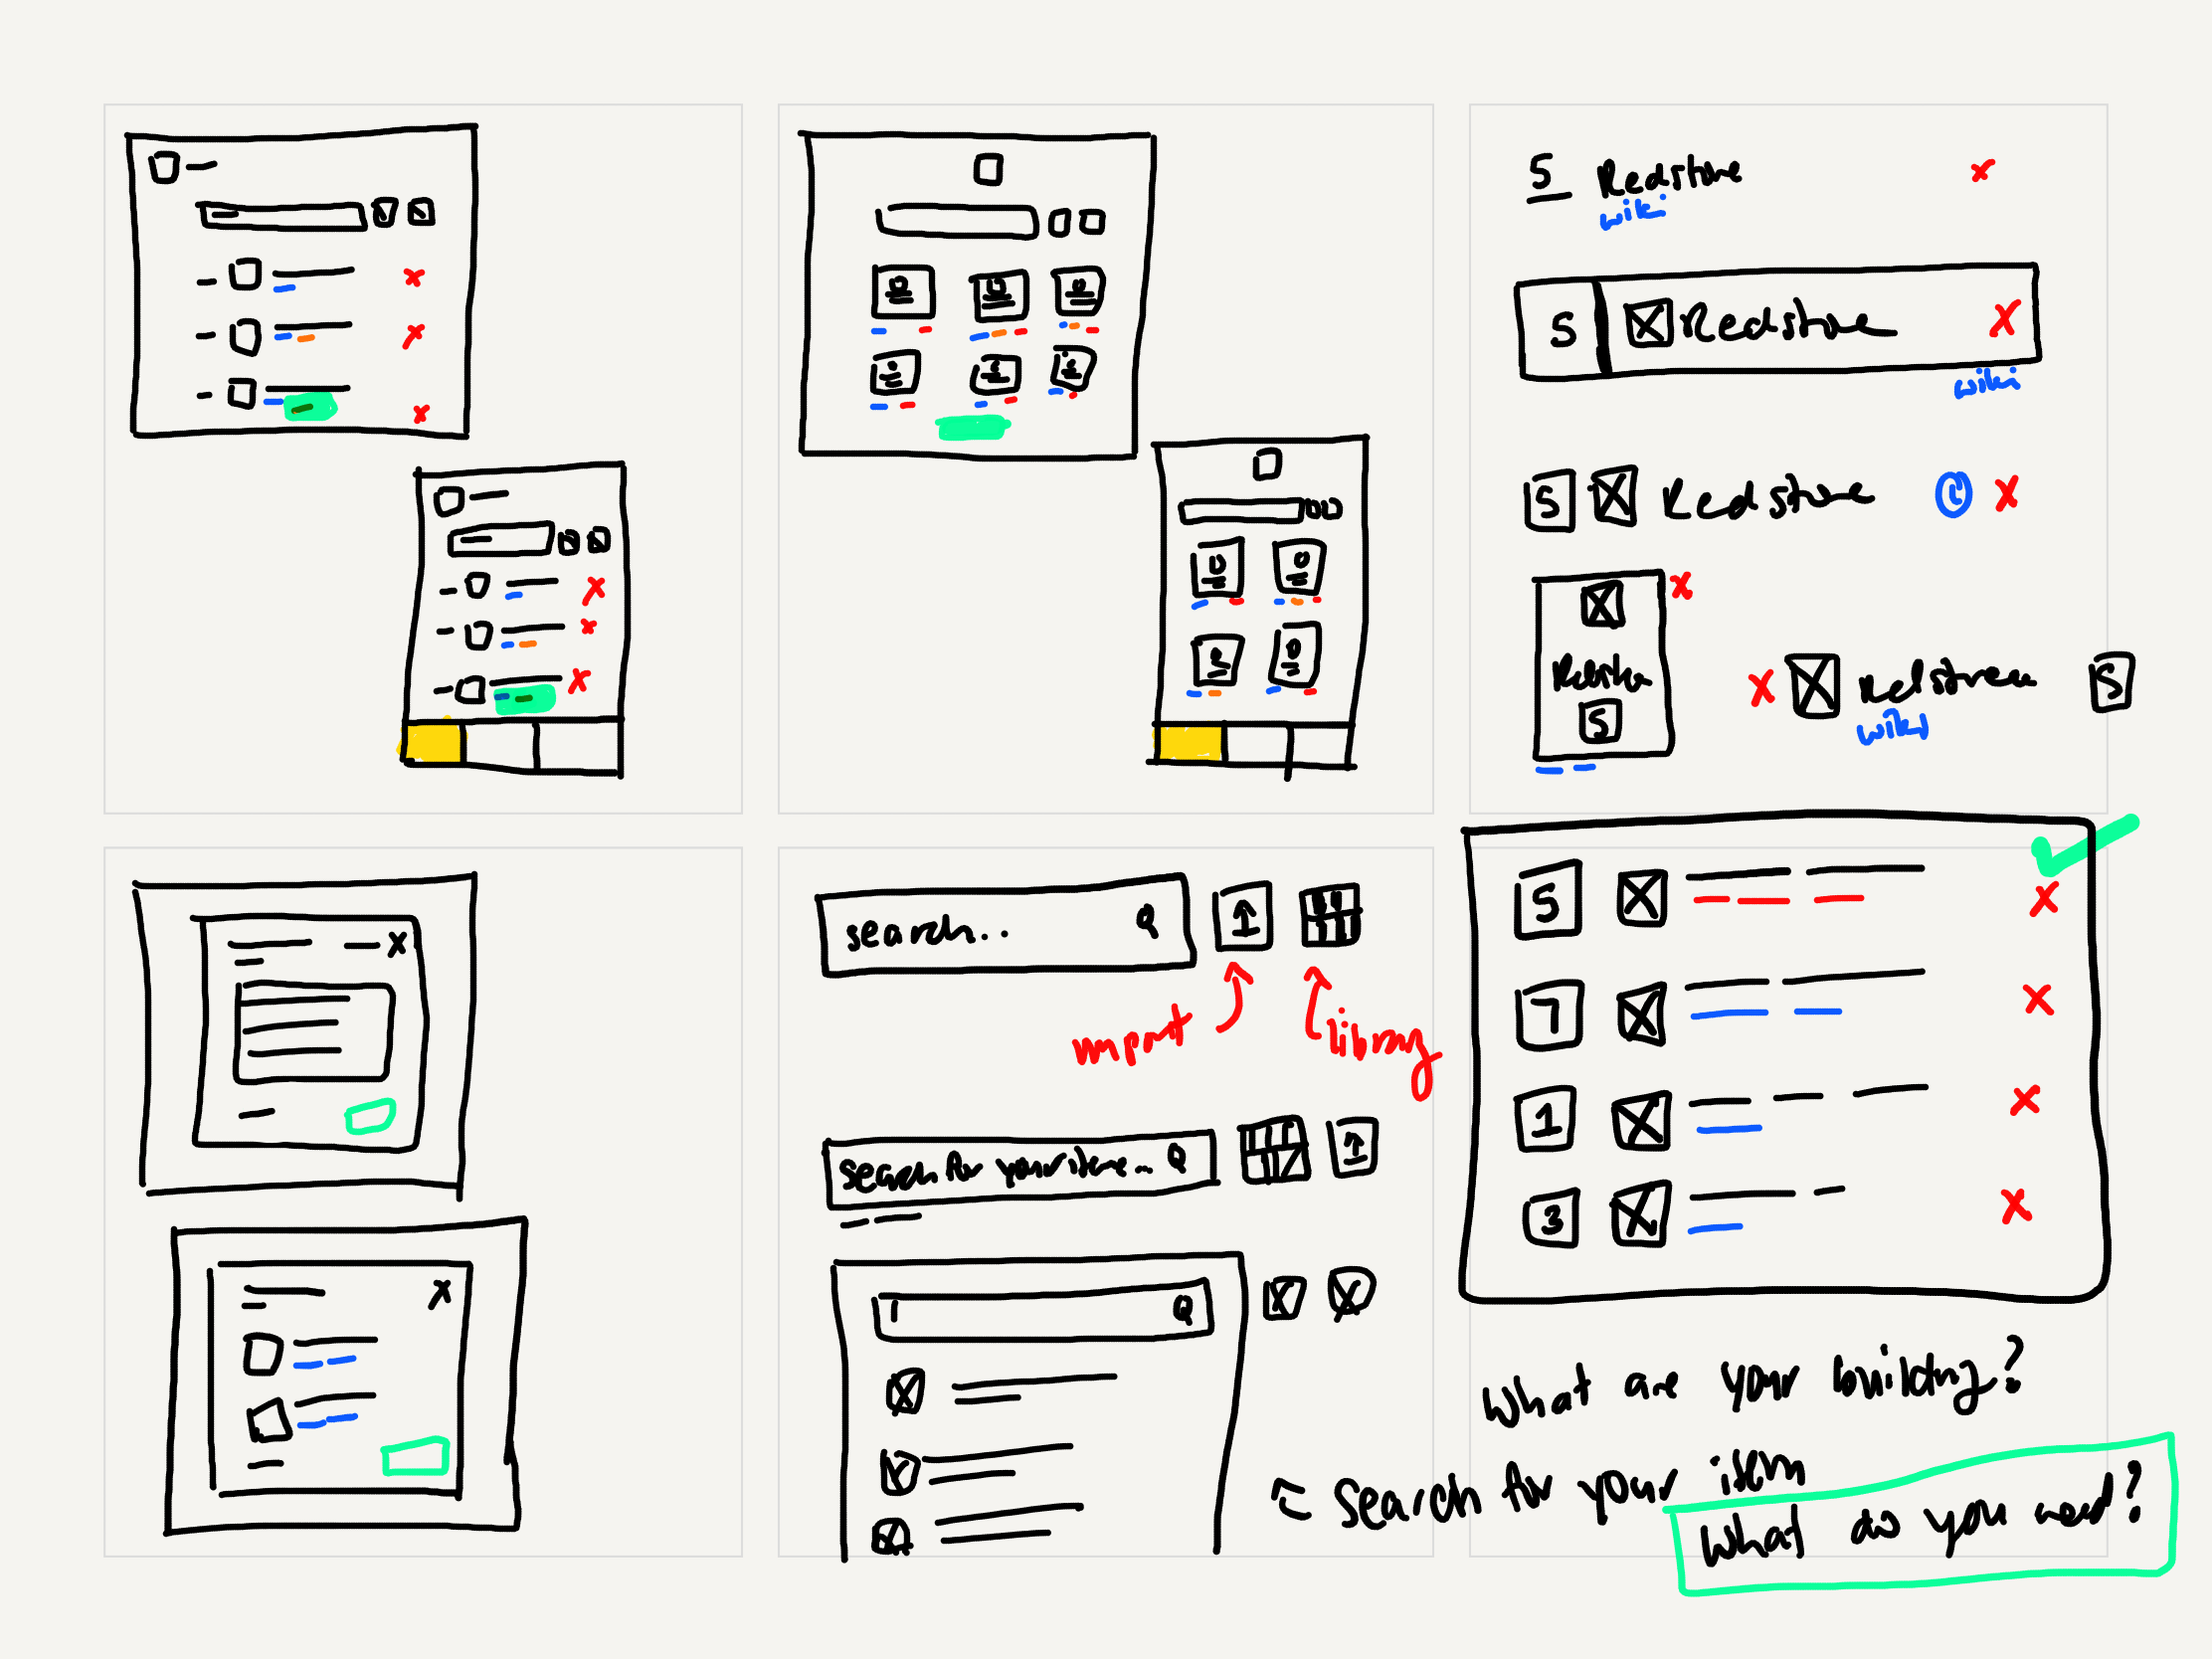 S Redstone
wiki
S Redstone
wiki
S Redstone
Redstone
S
Redstone S
wiki
search...
import
library
search for your item...
5
7
1
3
What are your building?
Search for your item
What do you need?